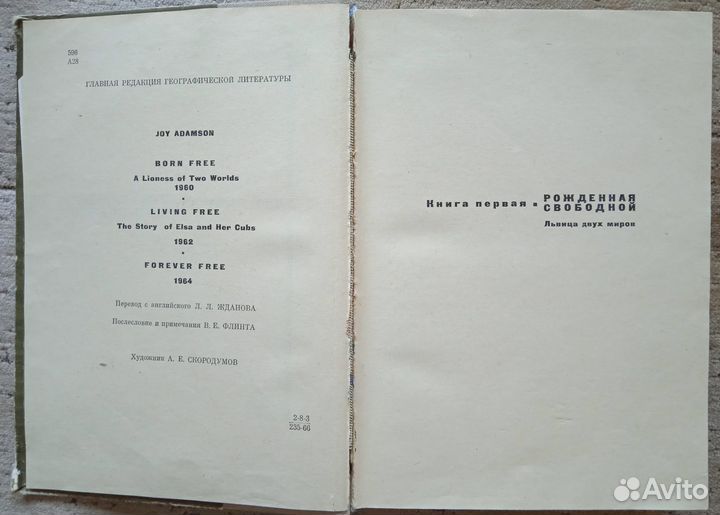 596
А28
ГЛАВНАЯ РЕДАКЦИЯ ГЕОГРАФИЧЕСКОЙ ЛИТЕРАТУРЫ
JOY ADAMSON
BORN FREE
A Lioness of Two Worlds
1960
LIVING FREE
The Story of Elsa and Her Cubs
1962
FOREVER FREE
1964
Перевод с английского Л. Л. ЖДАНОВА
Послесловие и примечания В. Е. ФЛИНТА
Художник А. Е. СКОРОДУМОВ
2-8-3
235-66
Книга первая ▪ РОЖДЕННАЯ
СВОБОДНОЙ
Львица двух миров
Avito